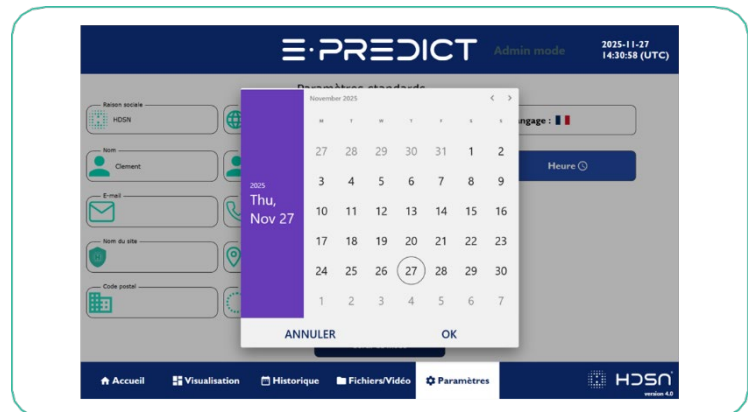 E·PREDICT
Admin mode
2025-11-27
14:30:58 (UTC)
Paramètres standards
Raison sociale
HDSN
Langage :
Nom
Clement
Heure
E-mail
Nom du site
Code postal
2025
Thu,
Nov 27
November 2025
M T W T F S S
27 28 29 30 31 1 2
3 4 5 6 7 8 9
10 11 12 13 14 15 16
17 18 19 20 21 22 23
24 25 26 27 28 29 30
1 2 3 4 5 6 7
ANNULER OK
Accueil Visualisation Historique Fichiers/Vidéo Paramètres
HDSN
version 4.0